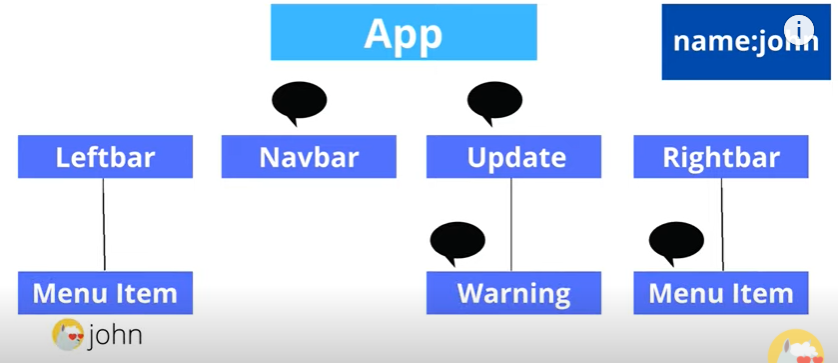 App
name:john
Leftbar
Navbar
Update
Rightbar
Menu Item
Warning
Menu Item
john